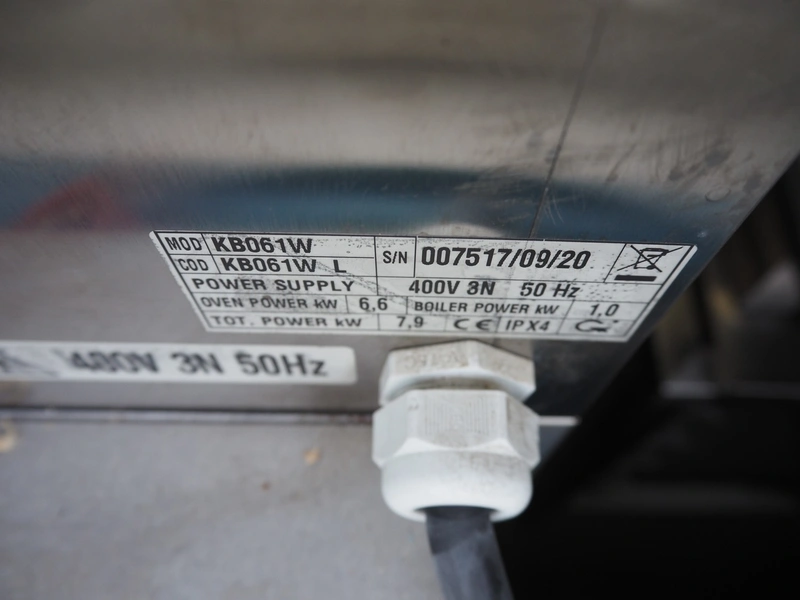 MOD KB061W S/N 007517/09/20
COD KB061W L
POWER SUPPLY 400V 3N 50 Hz
OVEN POWER kW 6,6 BOILER POWER kW 1,0
TOT. POWER kW 7,9 CE IPX4
400V 3N 50Hz